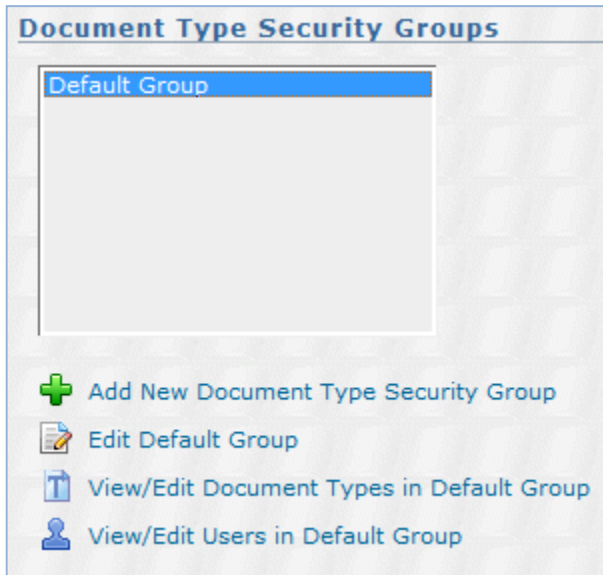 Document Type Security Groups
Default Group
Add New Document Type Security Group
Edit Default Group
View/Edit Document Types in Default Group
View/Edit Users in Default Group